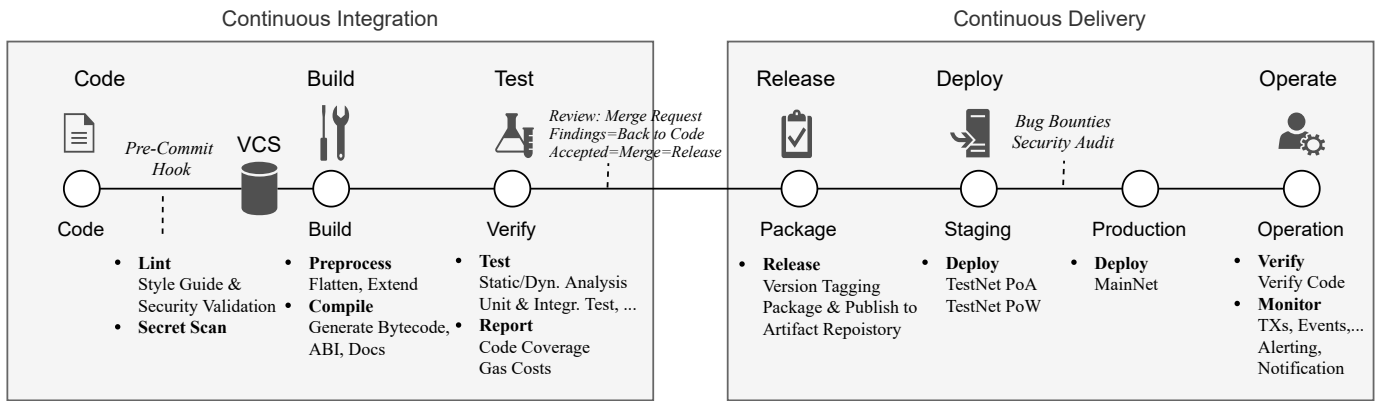 Continuous Integration
Continuous Delivery
Code
Build
Test
Release
Deploy
Operate
Pre-Commit
Hook
VCS
Review: Merge Request
Findings=Back to Code
Accepted=Merge=Release
Bug Bounties
Security Audit
Code
Build
Verify
Package
Staging
Production
Operation
• Lint
Style Guide &
Security Validation
• Secret Scan
• Preprocess
Flatten, Extend
• Compile
Generate Bytecode,
ABI, Docs
• Test
Static/Dyn. Analysis
Unit & Integr. Test, ...
• Report
Code Coverage
Gas Costs
• Release
Version Tagging
Package & Publish to
Artifact Repoistory
• Deploy
TestNet PoA
TestNet PoW
• Deploy
MainNet
• Verify
Verify Code
• Monitor
TXs, Events,...
Alerting,
Notification